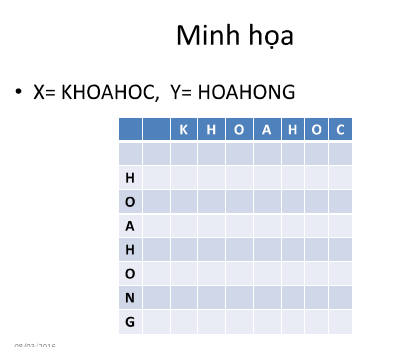 Minh họa
• X= KHOAHOC, Y= HOAHONG
K H O A H O C
H
O
A
H
O
N
G